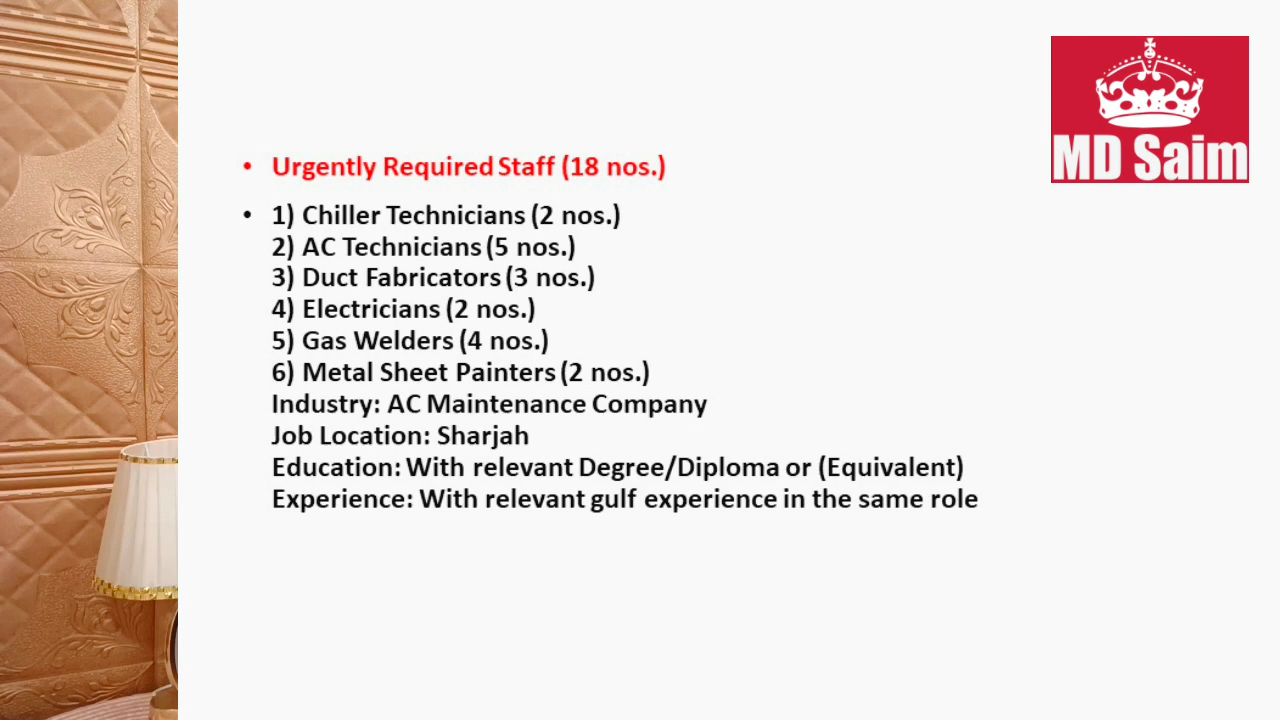 MD Saim
• Urgently Required Staff (18 nos.)
• 1) Chiller Technicians (2 nos.)
2) AC Technicians (5 nos.)
3) Duct Fabricators (3 nos.)
4) Electricians (2 nos.)
5) Gas Welders (4 nos.)
6) Metal Sheet Painters (2 nos.)
Industry: AC Maintenance Company
Job Location: Sharjah
Education: With relevant Degree/Diploma or (Equivalent)
Experience: With relevant gulf experience in the same role